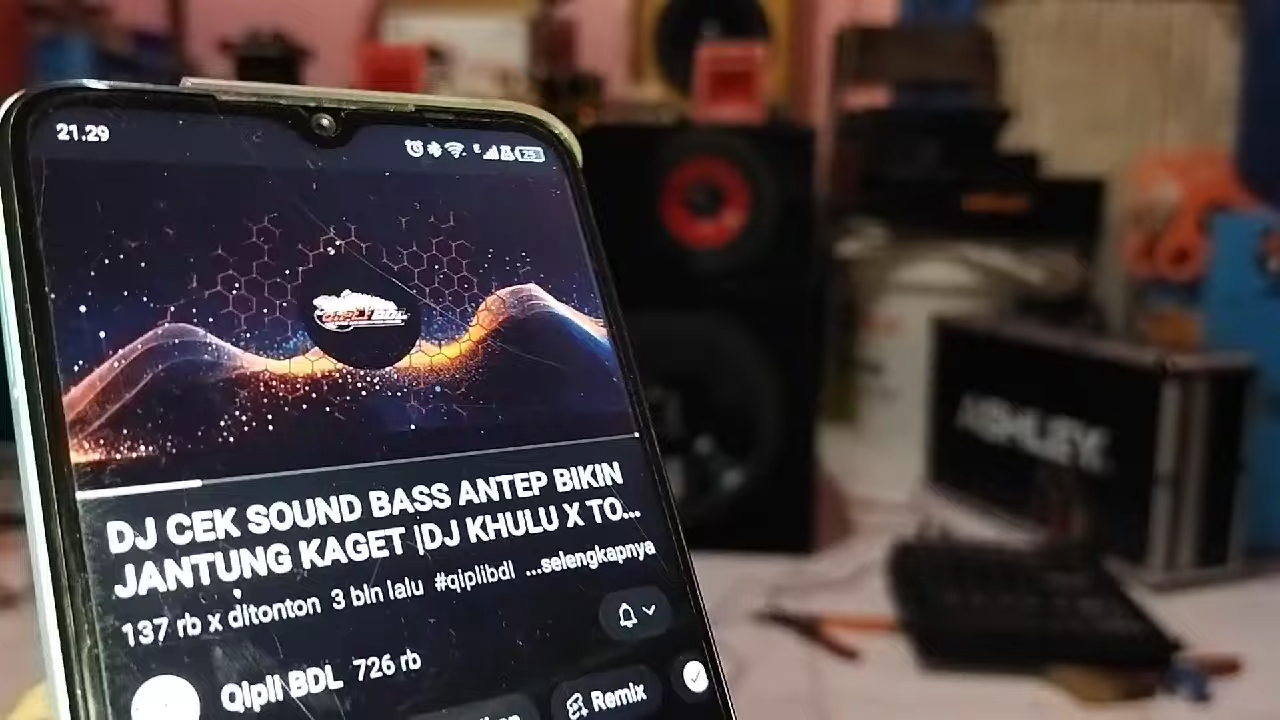 21.29
25
DJ CEK SOUND BASS ANTEP BIKIN
JANTUNG KAGET |DJ KHULU X TO...
137 rb x ditonton 3 bln lalu #qiplibdl ...selengkapnya
Qipli BDL 726 rb
Remix
ASHLEY